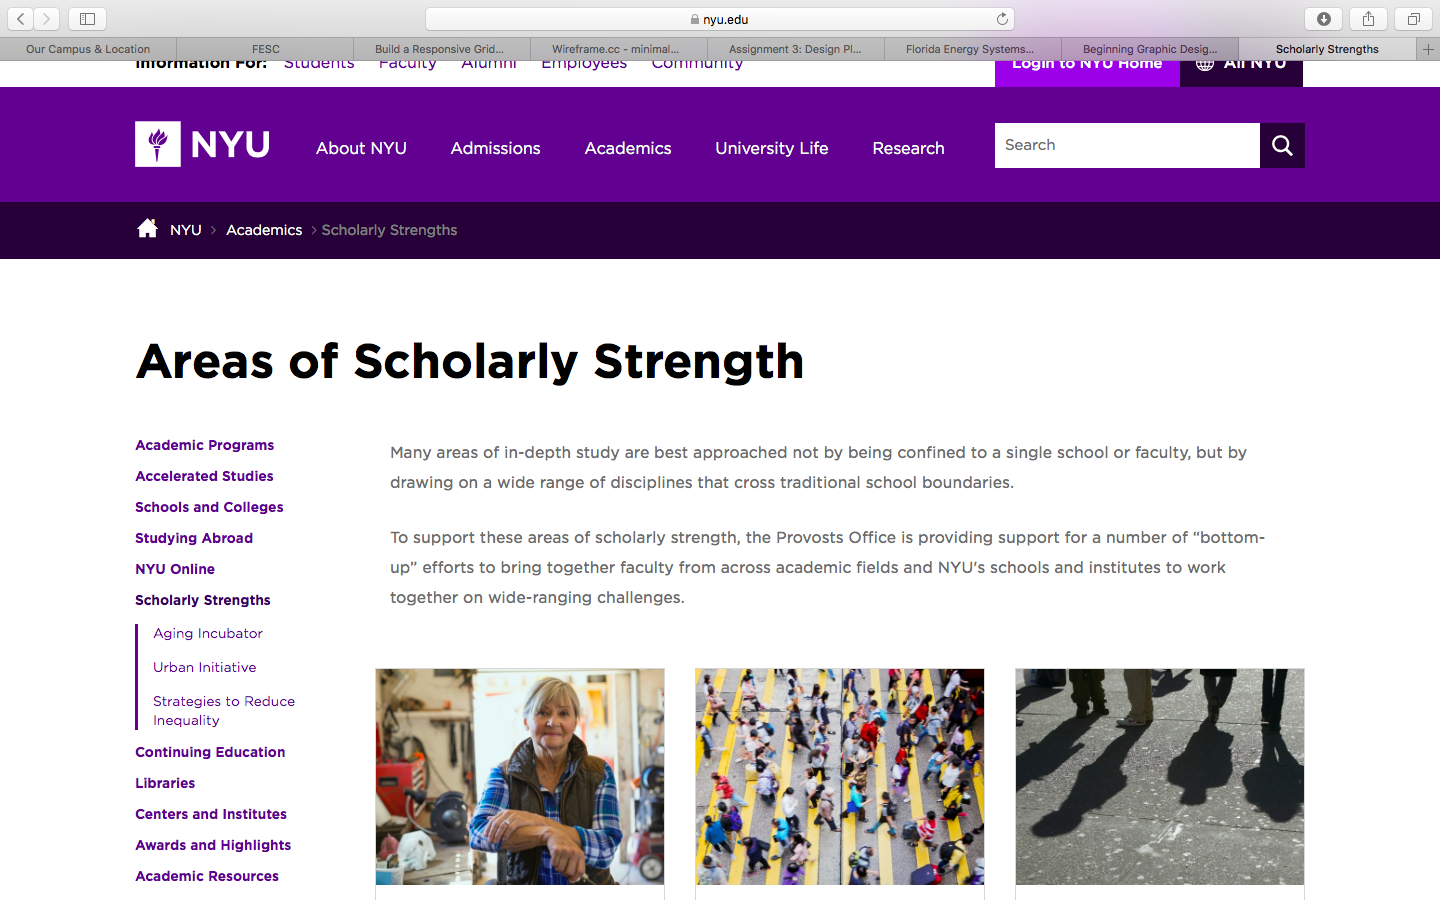 nyu.edu
Our Campus & Location
FESC
Build a Responsive Grid...
Wireframe.cc - minimal...
Assignment 3: Design Pl...
Florida Energy Systems...
Beginning Graphic Desig...
Scholarly Strengths
Information For: Students Faculty Alumni Employees Community
Login to NYU Home
All NYU
NYU
About NYU
Admissions
Academics
University Life
Research
Search
NYU > Academics > Scholarly Strengths
Areas of Scholarly Strength
Academic Programs
Accelerated Studies
Schools and Colleges
Studying Abroad
NYU Online
Scholarly Strengths
Aging Incubator
Urban Initiative
Strategies to Reduce
Inequality
Continuing Education
Libraries
Centers and Institutes
Awards and Highlights
Academic Resources
Many areas of in-depth study are best approached not by being confined to a single school or faculty, but by
drawing on a wide range of disciplines that cross traditional school boundaries.
To support these areas of scholarly strength, the Provosts Office is providing support for a number of “bottom-
up” efforts to bring together faculty from across academic fields and NYU's schools and institutes to work
together on wide-ranging challenges.